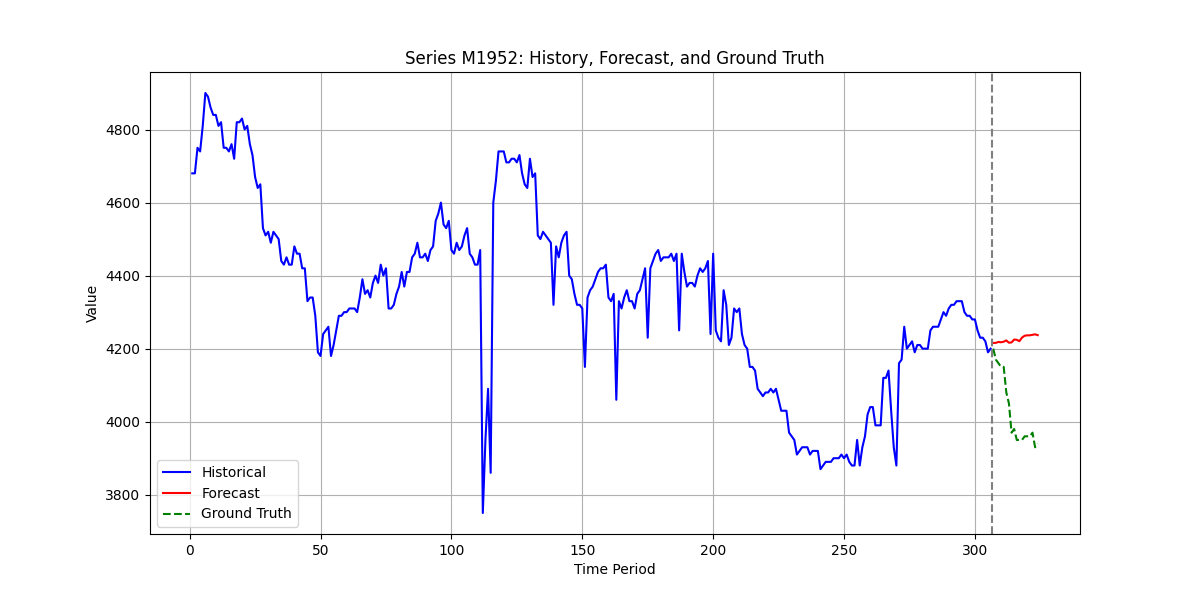 Series M1952: History, Forecast, and Ground Truth
4800
4600
4400
4200
4000
3800
Value
Historical
Forecast
Ground Truth
0 50 100 150 200 250 300
Time Period